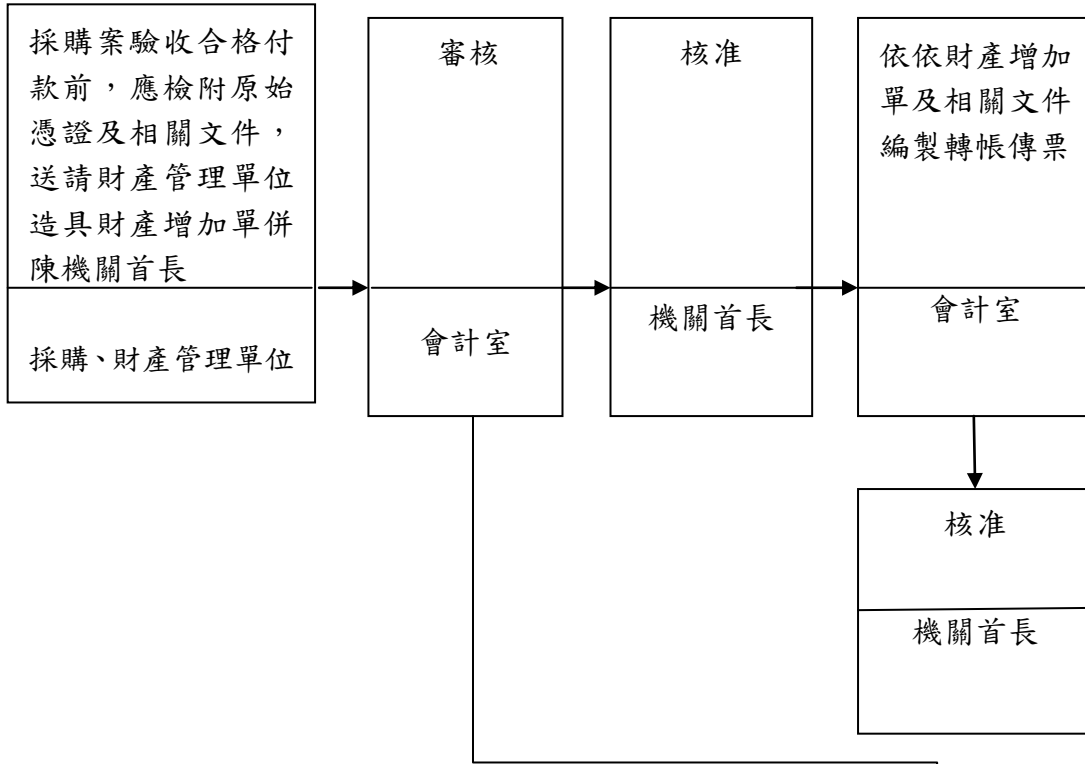 採購案驗收合格付
款前，應檢附原始
憑證及相關文件，
送請財產管理單位
造具財產增加單併
陳機關首長
採購、財產管理單位
審核
會計室
核准
機關首長
依依財產增加
單及相關文件
編製轉帳傳票
會計室
核准
機關首長